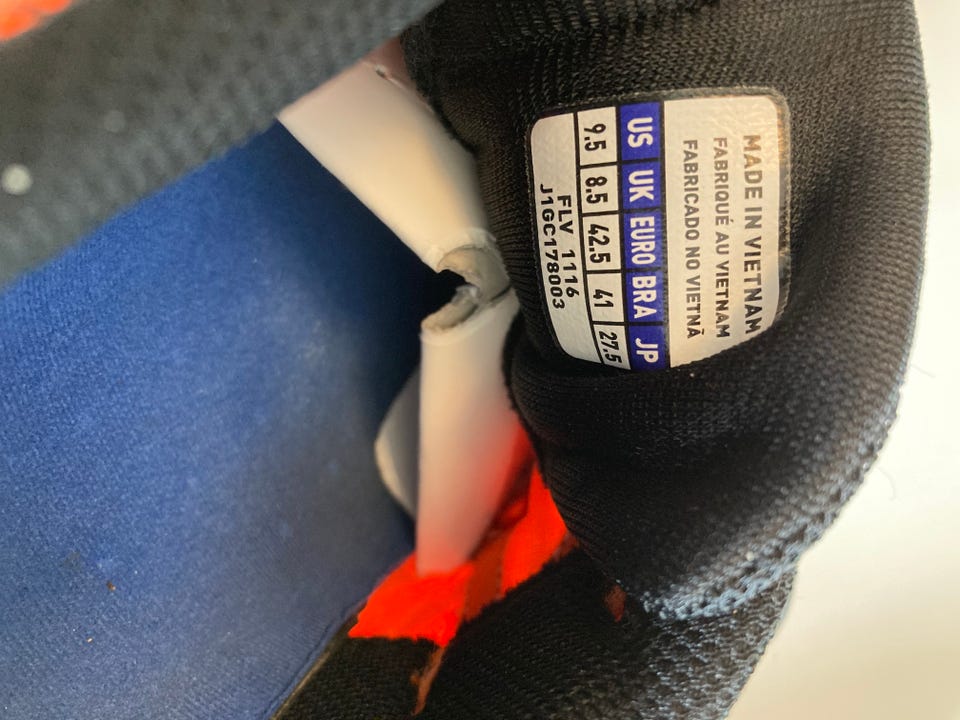 MADE IN VIETNAM
FABRIQUÉ AU VIETNAM
FABRICADO NO VIETNÃ
US UK EURO BRA JP
9.5 8.5 42.5 41 27.5
FLV 1116
J1GC178003